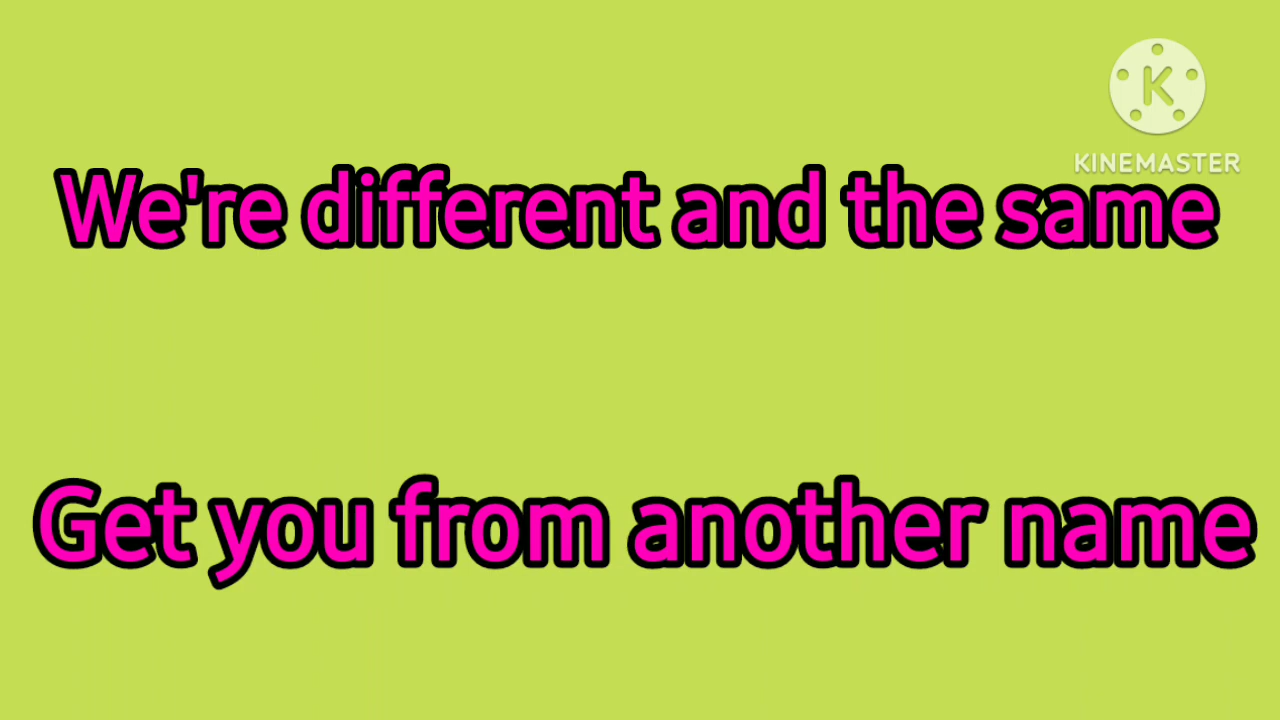 K
KINEMASTER
We're different and the same
Get you from another name